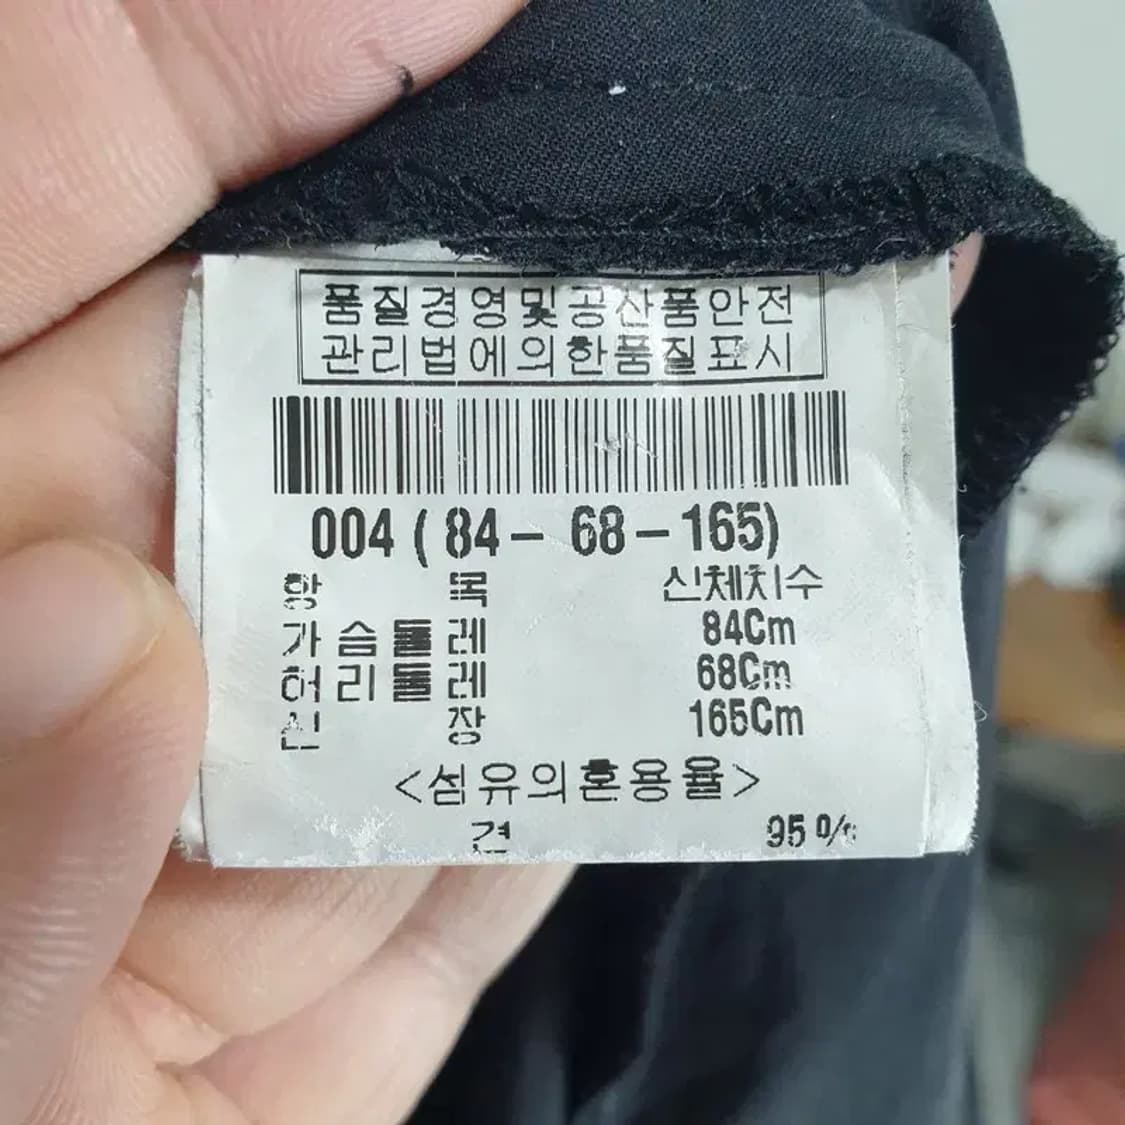 품질경영및공산품안전
관리법에의한품질표시
004 ( 84 - 68 - 165)
항 목 신체치수
가슴둘레 84Cm
허리둘레 68Cm
신 장 165Cm
<섬유의혼용율>
견 95%